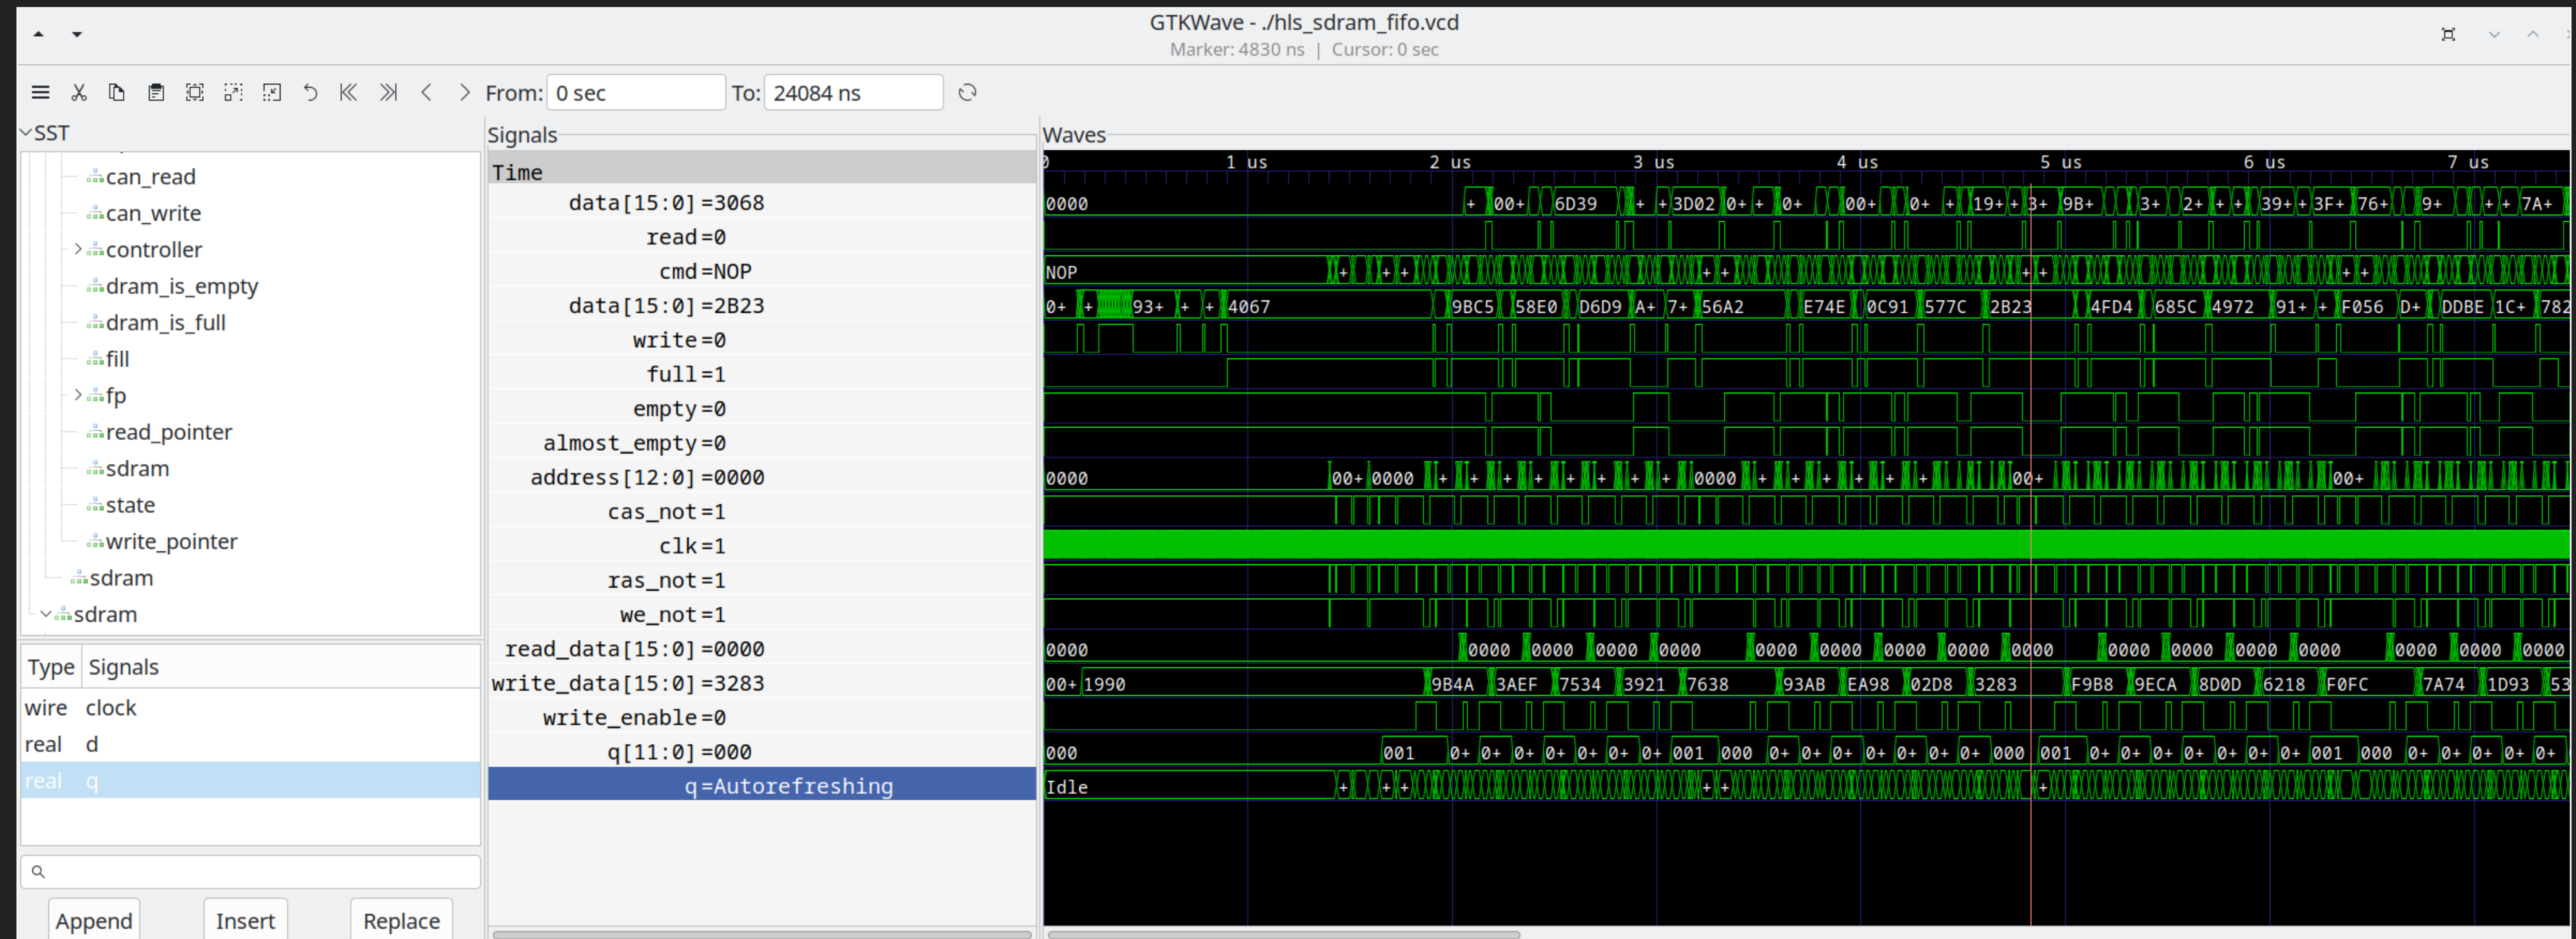 GTKWave - ./hls_sdram_fifo.vcd
Marker: 4830 ns | Cursor: 0 sec
From: 0 sec To: 24084 ns
SST
can_read
can_write
controller
dram_is_empty
dram_is_full
fill
fp
read_pointer
sdram
state
write_pointer
sdram
sdram
Type Signals
wire clock
real d
real q
Append Insert Replace
Signals
Time
data[15:0]=3068
read=0
cmd=NOP
data[15:0]=2B23
write=0
full=1
empty=0
almost_empty=0
address[12:0]=0000
cas_not=1
clk=1
ras_not=1
we_not=1
read_data[15:0]=0000
write_data[15:0]=3283
write_enable=0
q[11:0]=000
q=Autorefreshing
Waves
0 1 us 2 us 3 us 4 us 5 us 6 us 7 us
0000 + 00+ 6D39 + + 3D02 0+ + 0+ 00+ 0+ + 19+ + 3+ 9B+ 3+ 2+ + + 39+ + 3F+ 76+ 9+ + + 7A+
NOP + + + + + + + + +
0+ + 93+ + + 4067 9BC5 58E0 D6D9 A+ 7+ 56A2 E74E 0C91 577C 2B23 4FD4 685C 4972 91+ + F056 D+ DDBE 1C+ 782
0000 00+ 0000 + + + + + + + + 0000 + + + + + + 00+ 00+
0000 0000 0000 0000 0000 0000 0000 0000 0000 0000 0000 0000 0000 0000 0000 0000 0000
00+ 1990 9B4A 3AEF 7534 3921 7638 93AB EA98 02D8 3283 F9B8 9ECA 8D0D 6218 F0FC 7A74 1D93 53
000 001 0+ 0+ 0+ 0+ 0+ 0+ 0+ 001 000 0+ 0+ 0+ 0+ 0+ 0+ 0+ 000 001 0+ 0+ 0+ 0+ 0+ 0+ 0+ 001 000 0+ 0+ 0+ 0+ 0+
Idle + + + + + +